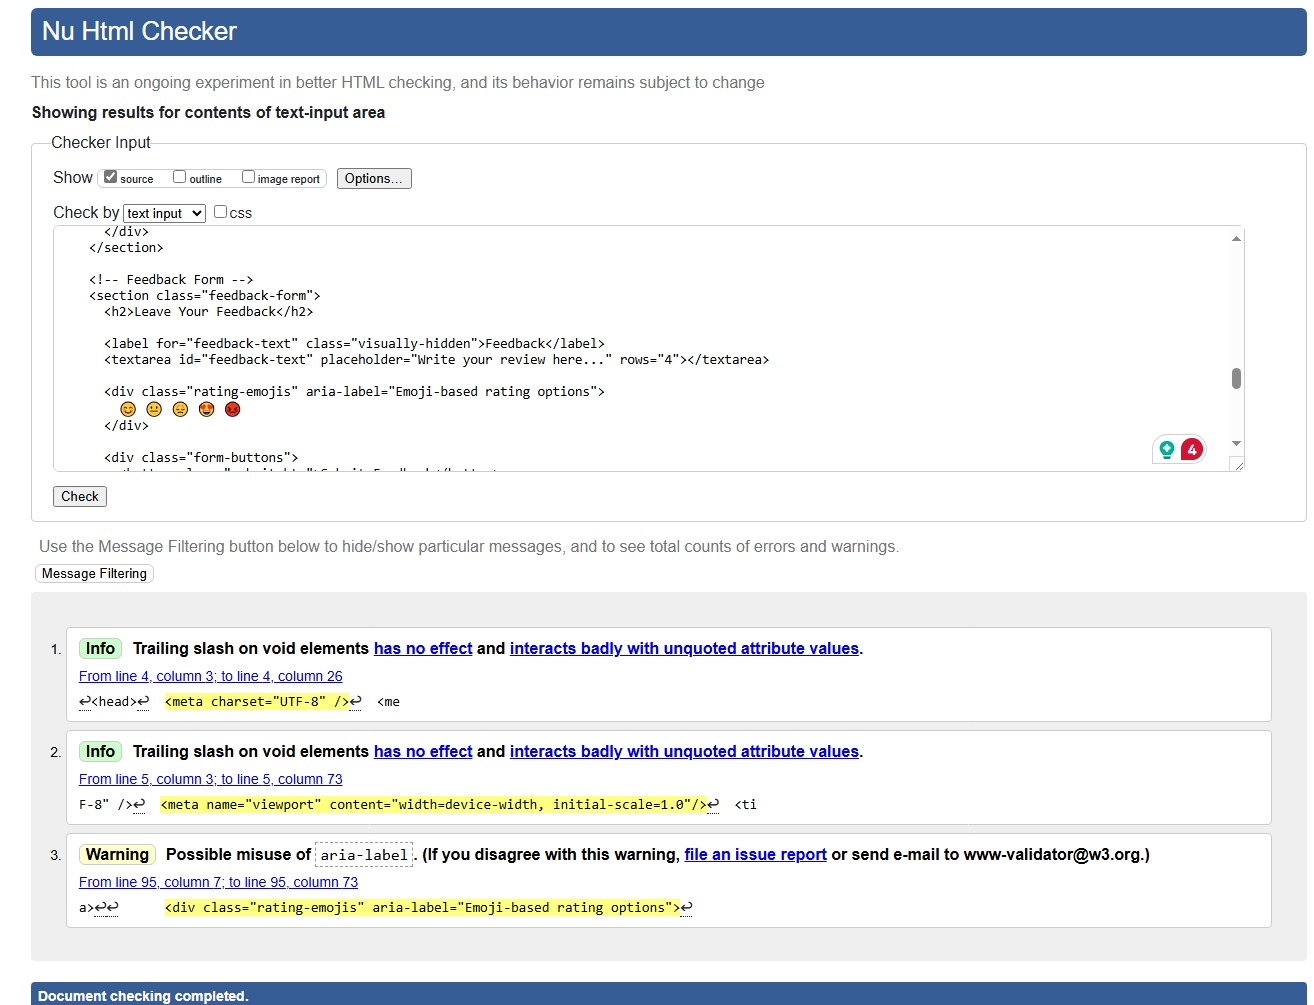 Nu Html Checker
This tool is an ongoing experiment in better HTML checking, and its behavior remains subject to change
Showing results for contents of text-input area
Checker Input
Show source outline image report Options...
Check by text input css
</div>
</section>
<!-- Feedback Form -->
<section class="feedback-form">
<h2>Leave Your Feedback</h2>
<label for="feedback-text" class="visually-hidden">Feedback</label>
<textarea id="feedback-text" placeholder="Write your review here..." rows="4"></textarea>
<div class="rating-emojis" aria-label="Emoji-based rating options">
😊 😐 😑 😍 😡
</div>
4
<div class="form-buttons">
Check
Use the Message Filtering button below to hide/show particular messages, and to see total counts of errors and warnings.
Message Filtering
1. Info Trailing slash on void elements has no effect and interacts badly with unquoted attribute values.
From line 4, column 3; to line 4, column 26
↩<head>↩ <meta charset="UTF-8" />↩ <me
2. Info Trailing slash on void elements has no effect and interacts badly with unquoted attribute values.
From line 5, column 3; to line 5, column 73
F-8" />↩ <meta name="viewport" content="width=device-width, initial-scale=1.0"/>↩ <ti
3. Warning Possible misuse of aria-label. (If you disagree with this warning, file an issue report or send e-mail to www-validator@w3.org.)
From line 95, column 7; to line 95, column 73
a>↩↩ <div class="rating-emojis" aria-label="Emoji-based rating options">↩
Document checking completed.